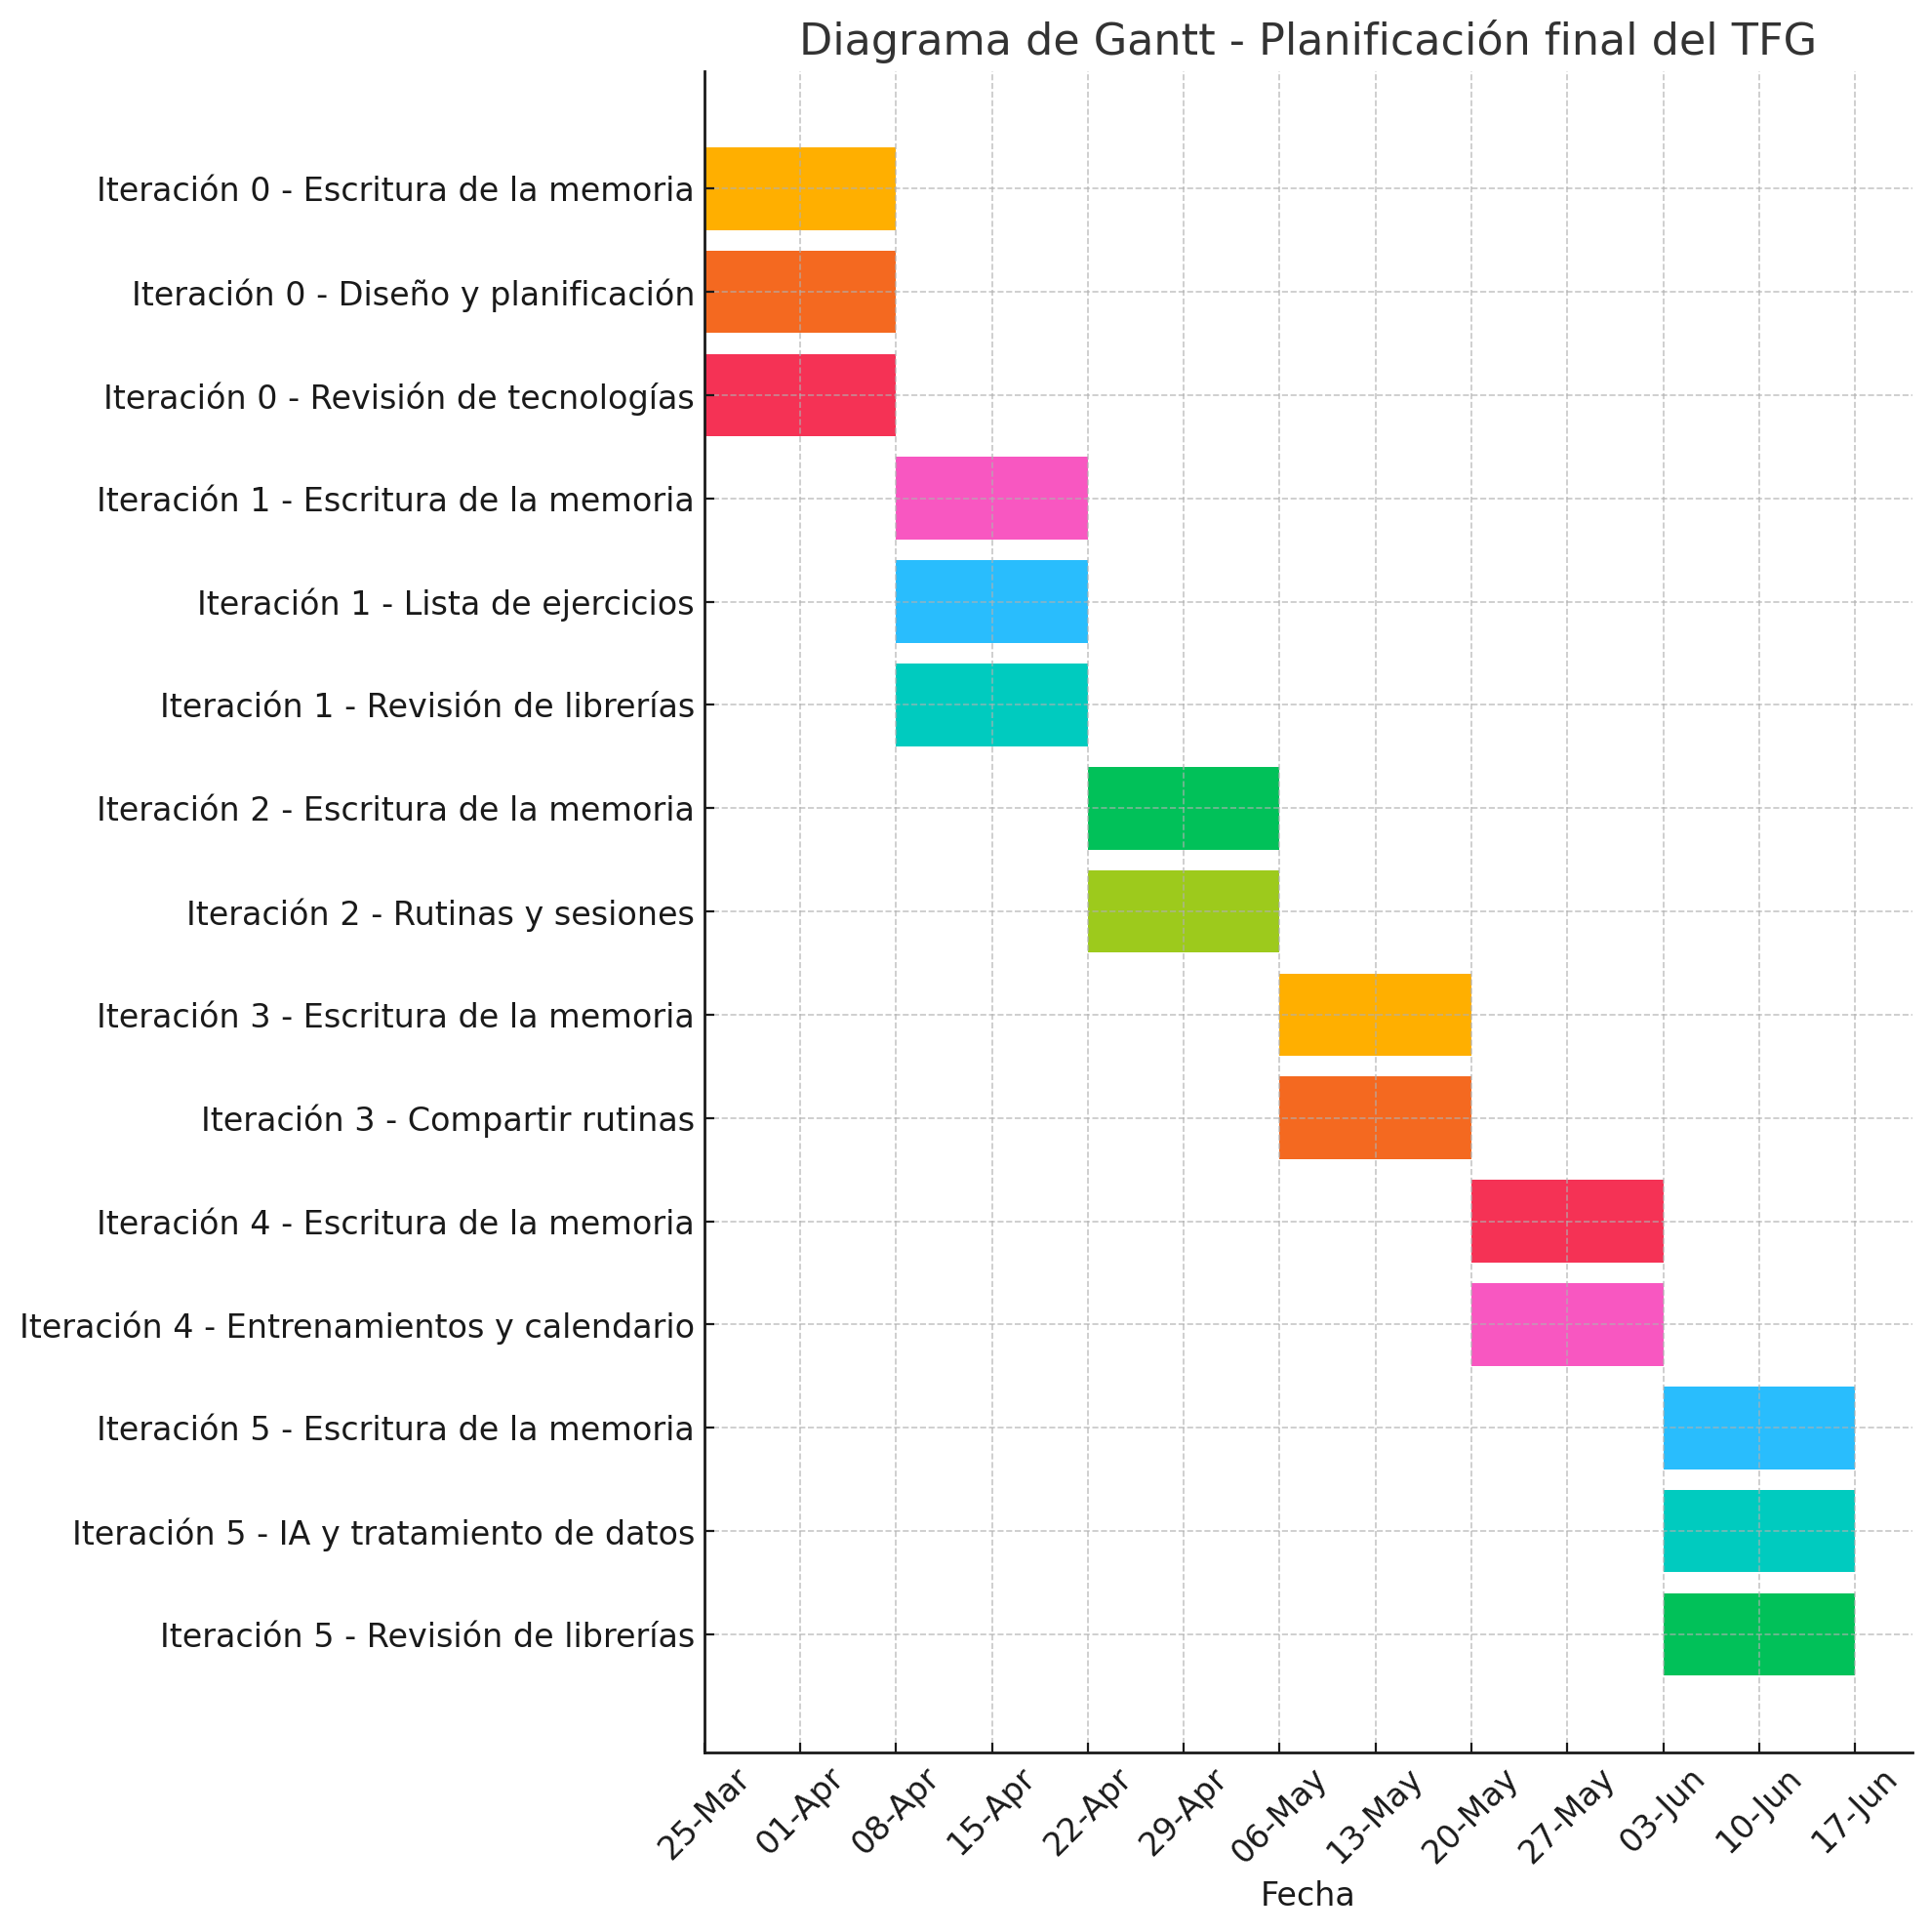 Diagrama de Gantt - Planificación final del TFG
Iteración 0 - Escritura de la memoria
Iteración 0 - Diseño y planificación
Iteración 0 - Revisión de tecnologías
Iteración 1 - Escritura de la memoria
Iteración 1 - Lista de ejercicios
Iteración 1 - Revisión de librerías
Iteración 2 - Escritura de la memoria
Iteración 2 - Rutinas y sesiones
Iteración 3 - Escritura de la memoria
Iteración 3 - Compartir rutinas
Iteración 4 - Escritura de la memoria
Iteración 4 - Entrenamientos y calendario
Iteración 5 - Escritura de la memoria
Iteración 5 - IA y tratamiento de datos
Iteración 5 - Revisión de librerías
25-Mar
01-Apr
08-Apr
15-Apr
22-Apr
29-Apr
06-May
13-May
20-May
27-May
03-Jun
10-Jun
17-Jun
Fecha